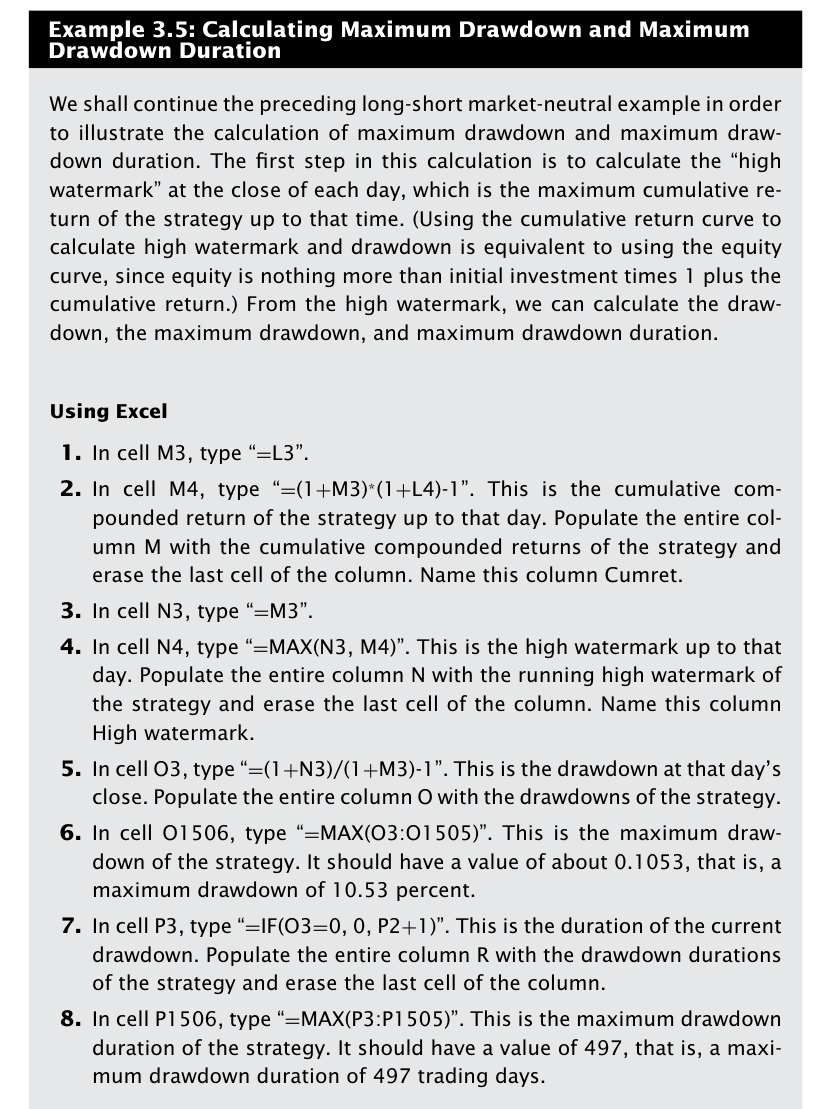 Example 3.5: Calculating Maximum Drawdown and Maximum
Drawdown Duration
We shall continue the preceding long-short market-neutral example in order
to illustrate the calculation of maximum drawdown and maximum draw-
down duration. The first step in this calculation is to calculate the “high
watermark” at the close of each day, which is the maximum cumulative re-
turn of the strategy up to that time. (Using the cumulative return curve to
calculate high watermark and drawdown is equivalent to using the equity
curve, since equity is nothing more than initial investment times 1 plus the
cumulative return.) From the high watermark, we can calculate the draw-
down, the maximum drawdown, and maximum drawdown duration.
Using Excel
1. In cell M3, type “=L3”.
2. In cell M4, type “=(1+M3)*(1+L4)-1”. This is the cumulative com-
pounded return of the strategy up to that day. Populate the entire col-
umn M with the cumulative compounded returns of the strategy and
erase the last cell of the column. Name this column Cumret.
3. In cell N3, type “=M3”.
4. In cell N4, type “=MAX(N3, M4)”. This is the high watermark up to that
day. Populate the entire column N with the running high watermark of
the strategy and erase the last cell of the column. Name this column
High watermark.
5. In cell O3, type “=(1+N3)/(1+M3)-1”. This is the drawdown at that day’s
close. Populate the entire column O with the drawdowns of the strategy.
6. In cell O1506, type “=MAX(O3:O1505)”. This is the maximum draw-
down of the strategy. It should have a value of about 0.1053, that is, a
maximum drawdown of 10.53 percent.
7. In cell P3, type “=IF(O3=0, 0, P2+1)”. This is the duration of the current
drawdown. Populate the entire column R with the drawdown durations
of the strategy and erase the last cell of the column.
8. In cell P1506, type “=MAX(P3:P1505)”. This is the maximum drawdown
duration of the strategy. It should have a value of 497, that is, a maxi-
mum drawdown duration of 497 trading days.